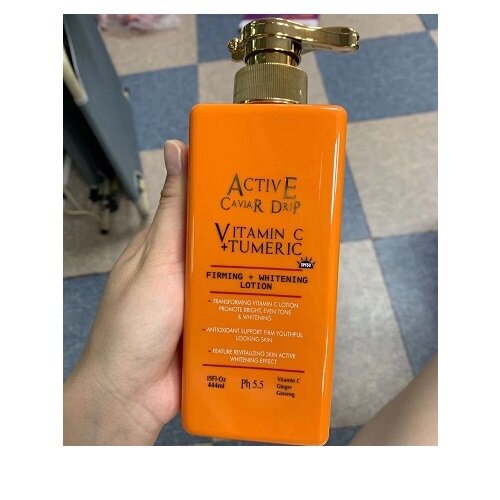 ACTIVE
CAVIAR DRIP
VITAMIN C
+TUMERIC
SPF50
FIRMING + WHITENING
LOTION
• TRANSFORMING VITAMIN C LOTION
PROMOTE BRIGHT, EVEN TONE
& WHITENING
• ANTIOXIDANT SUPPORT FIRM YOUTHFUL
LOOKING SKIN
• FEATURE REVITALIZING SKIN ACTIVE
WHITENING EFFECT
15Fl Oz
444ml
Ph 5.5
Vitamin C
Ginger
Ginseng